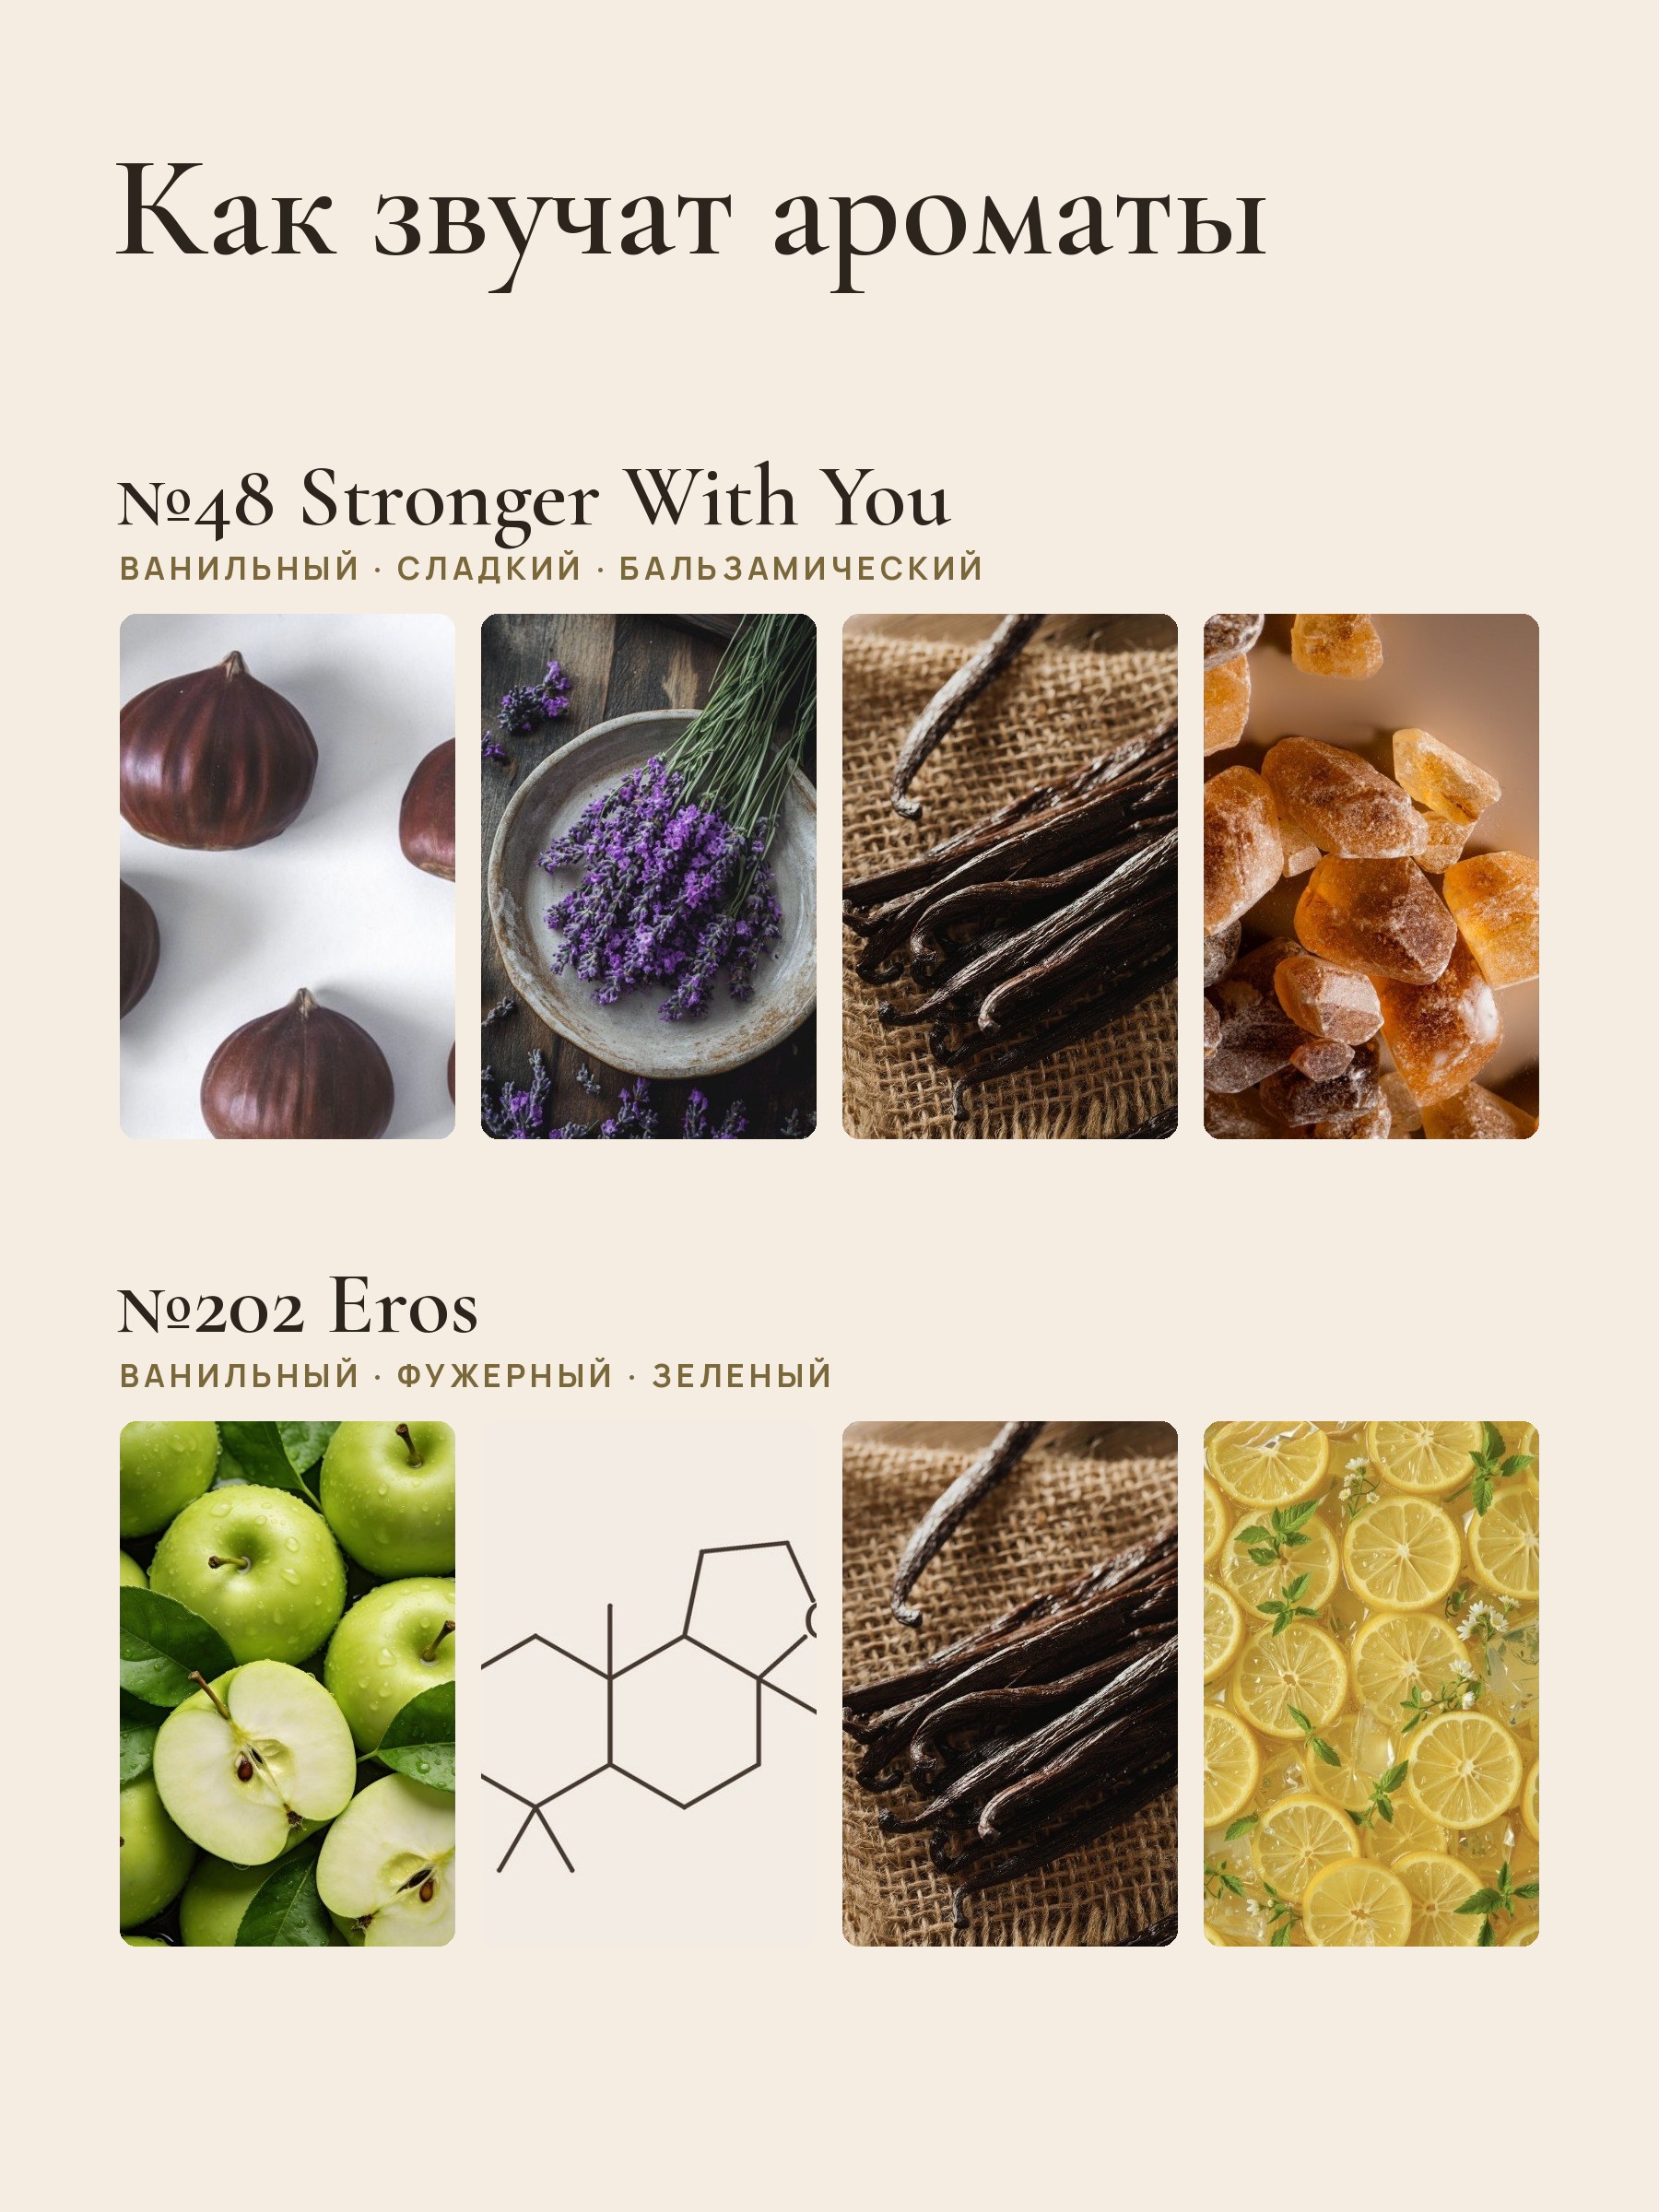 Как звучат ароматы
№48 Stronger With You
ВАНИЛЬНЫЙ · СЛАДКИЙ · БАЛЬЗАМИЧЕСКИЙ
№202 Eros
ВАНИЛЬНЫЙ · ФУЖЕРНЫЙ · ЗЕЛЕНЫЙ